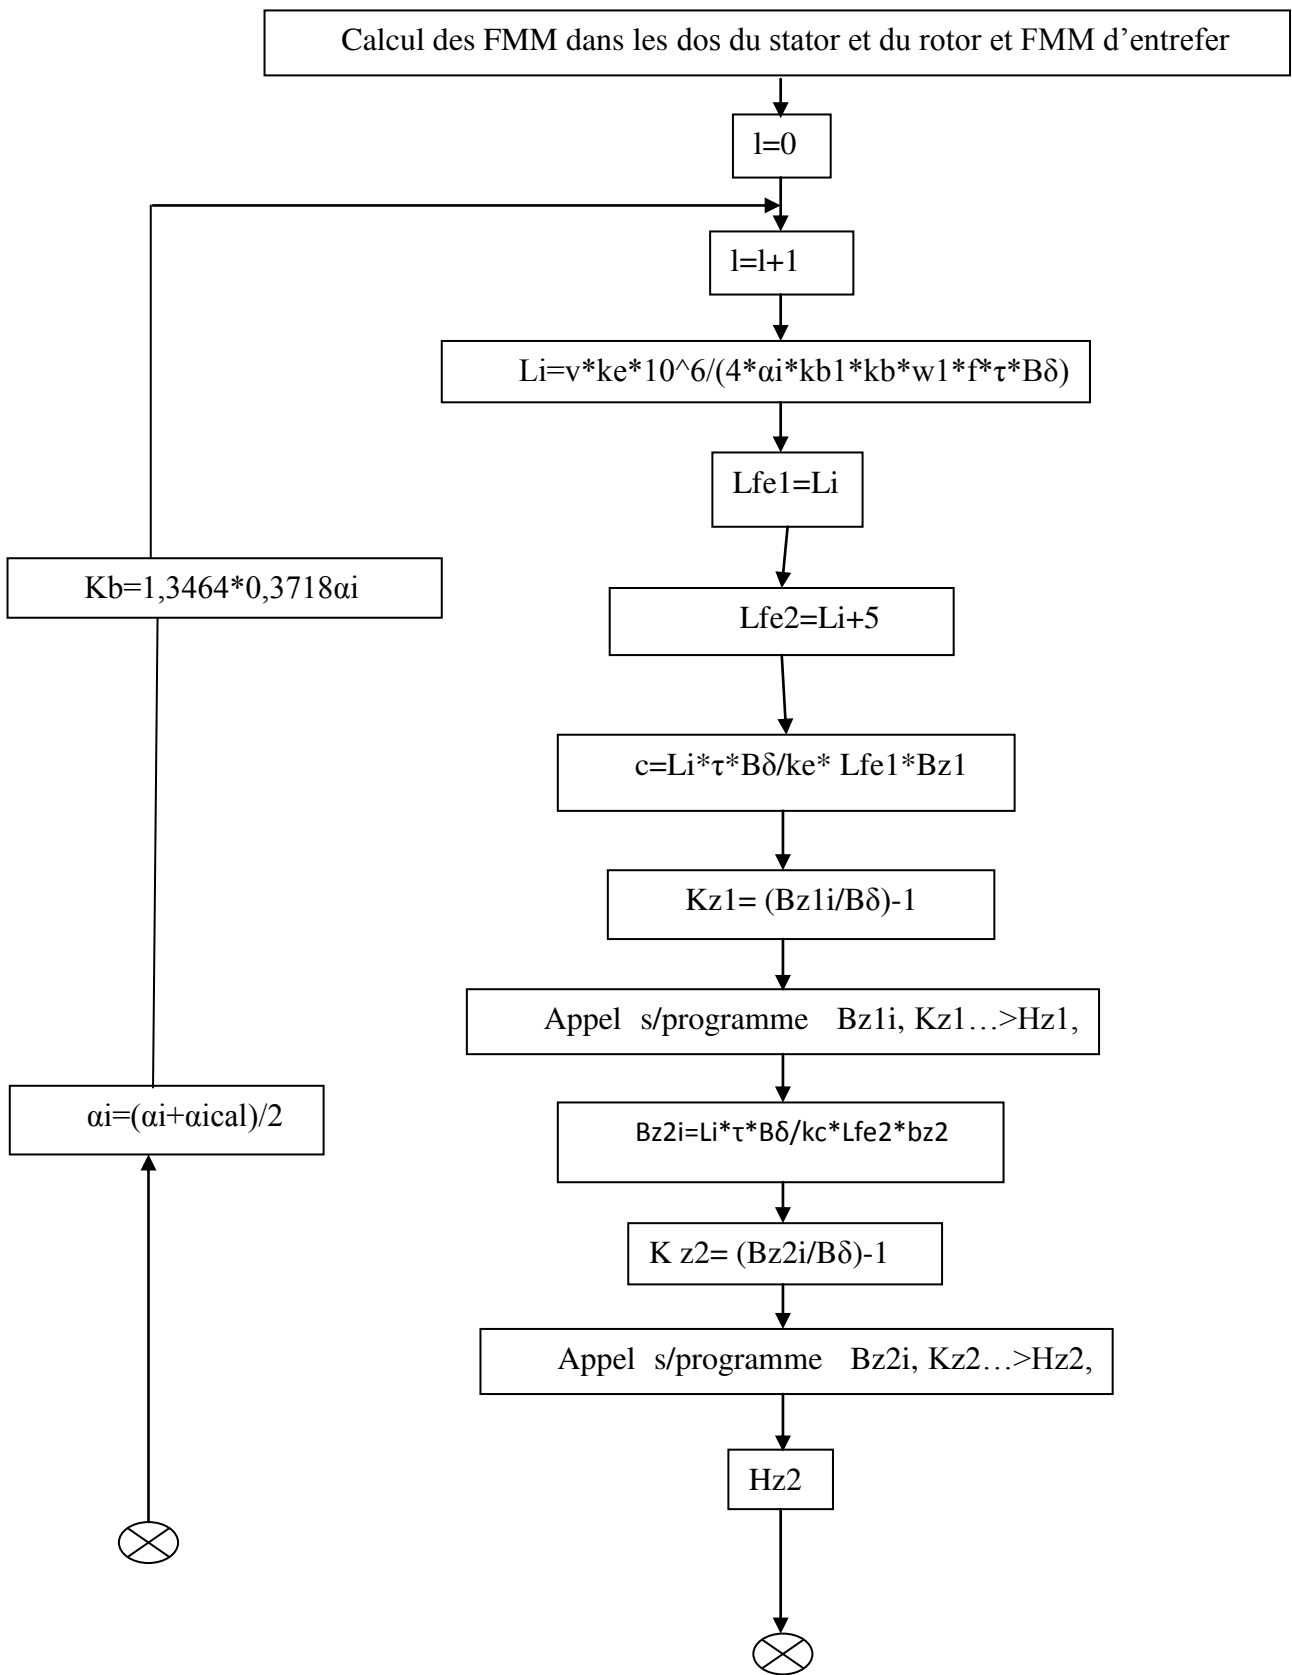 Calcul des FMM dans les dos du stator et du rotor et FMM d’entrefer
l=0
l=l+1
Li=v*ke*10^6/(4*αi*kb1*kb*w1*f*τ*Bδ)
Lfe1=Li
Kb=1,3464*0,3718αi
Lfe2=Li+5
c=Li*τ*Bδ/ke* Lfe1*Bz1
Kz1= (Bz1i/Bδ)-1
Appel s/programme Bz1i, Kz1…>Hz1,
αi=(αi+αical)/2
Bz2i=Li*τ*Bδ/kc*Lfe2*bz2
K z2= (Bz2i/Bδ)-1
Appel s/programme Bz2i, Kz2…>Hz2,
Hz2